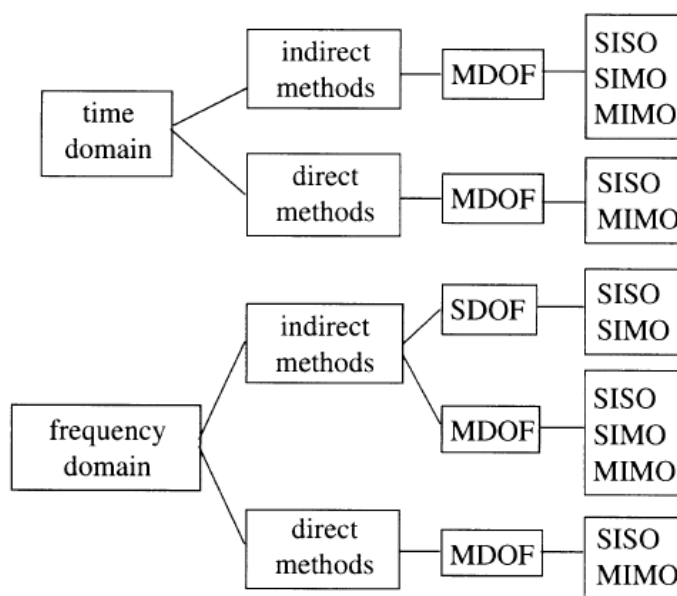 time
domain
indirect
methods
MDOF
SISO
SIMO
MIMO
direct
methods
MDOF
SISO
MIMO
frequency
domain
indirect
methods
SDOF
SISO
SIMO
MDOF
SISO
SIMO
MIMO
direct
methods
MDOF
SISO
MIMO